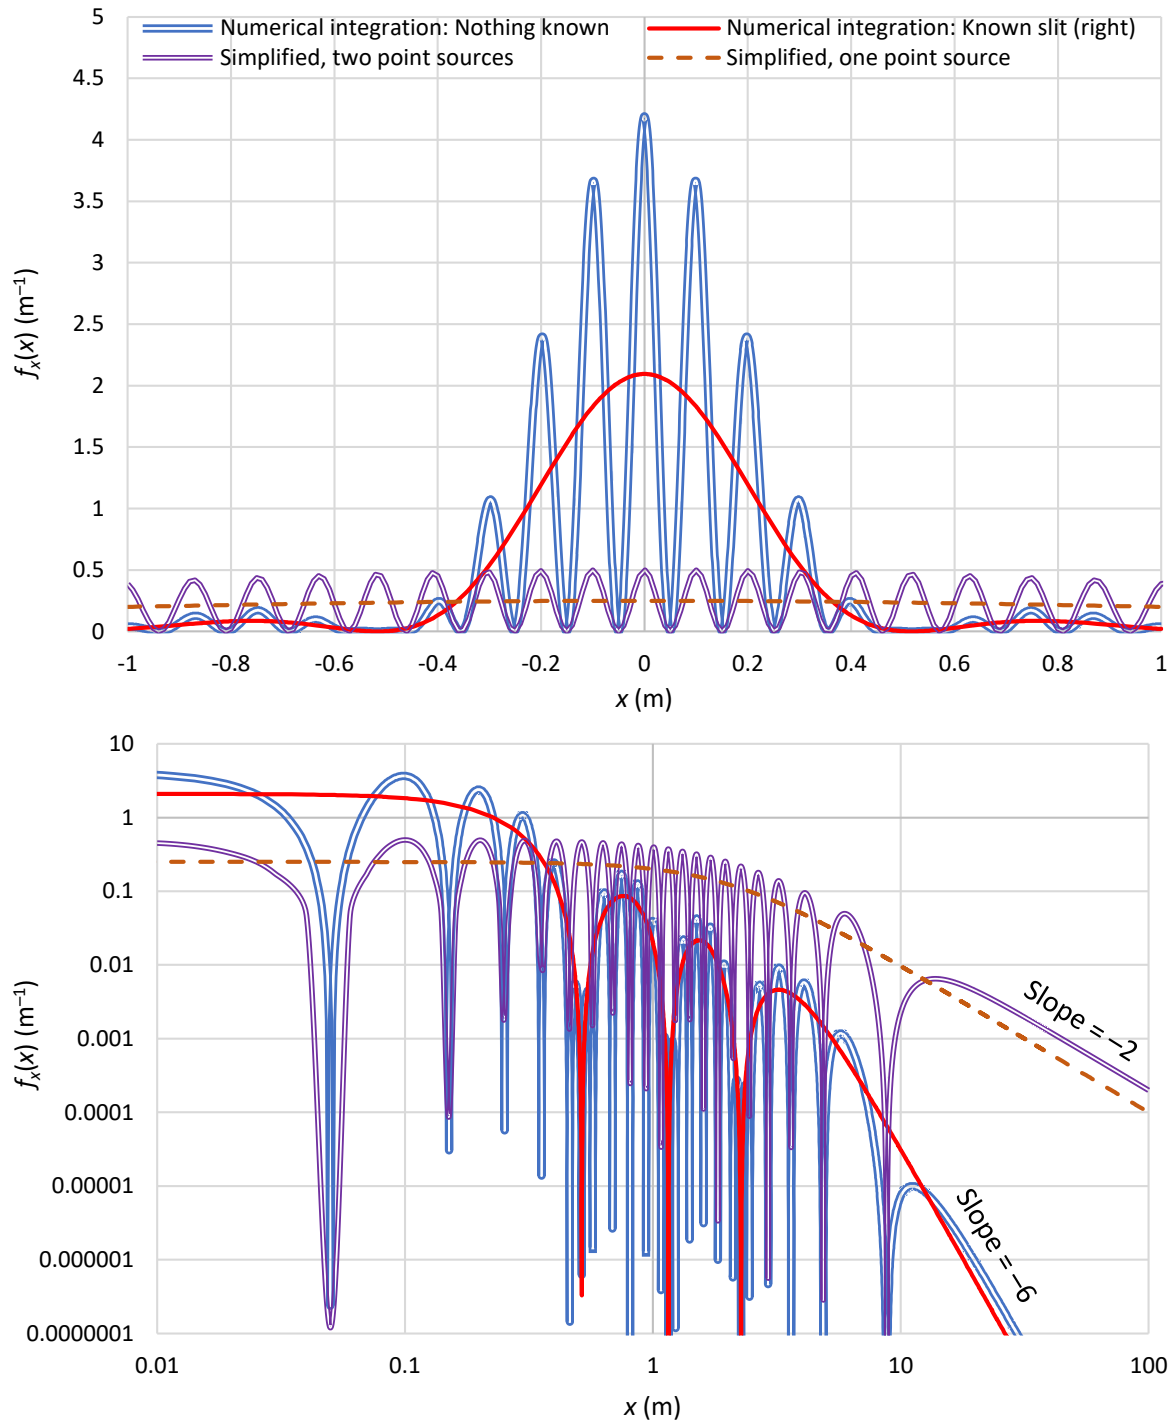 5
Numerical integration: Nothing known
Numerical integration: Known slit (right)
Simplified, two point sources
Simplified, one point source
4.5
4
3.5
3
2.5
2
1.5
1
0.5
0
fx(x) (m−1)
-1 -0.8 -0.6 -0.4 -0.2 0 0.2 0.4 0.6 0.8 1
x (m)
10
1
0.1
0.01
0.001
0.0001
0.00001
0.000001
0.0000001
fx(x) (m−1)
Slope = −2
Slope = −6
0.01 0.1 1 10 100
x (m)